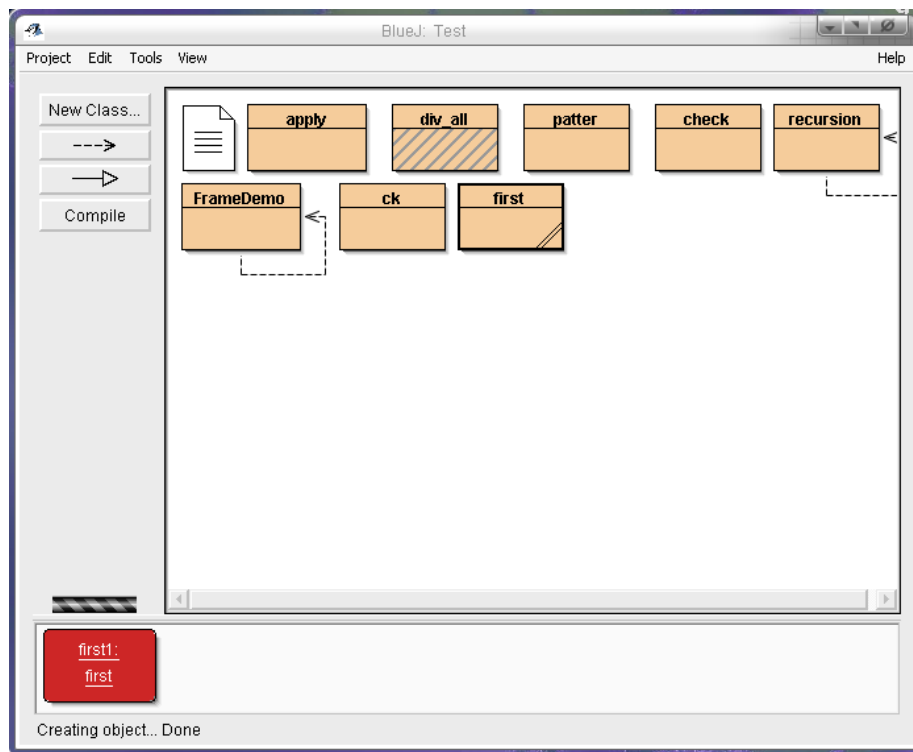 BlueJ: Test
Project Edit Tools View Help
New Class...
Compile
apply div_all patter check recursion
FrameDemo ck first
first1:
first
Creating object... Done